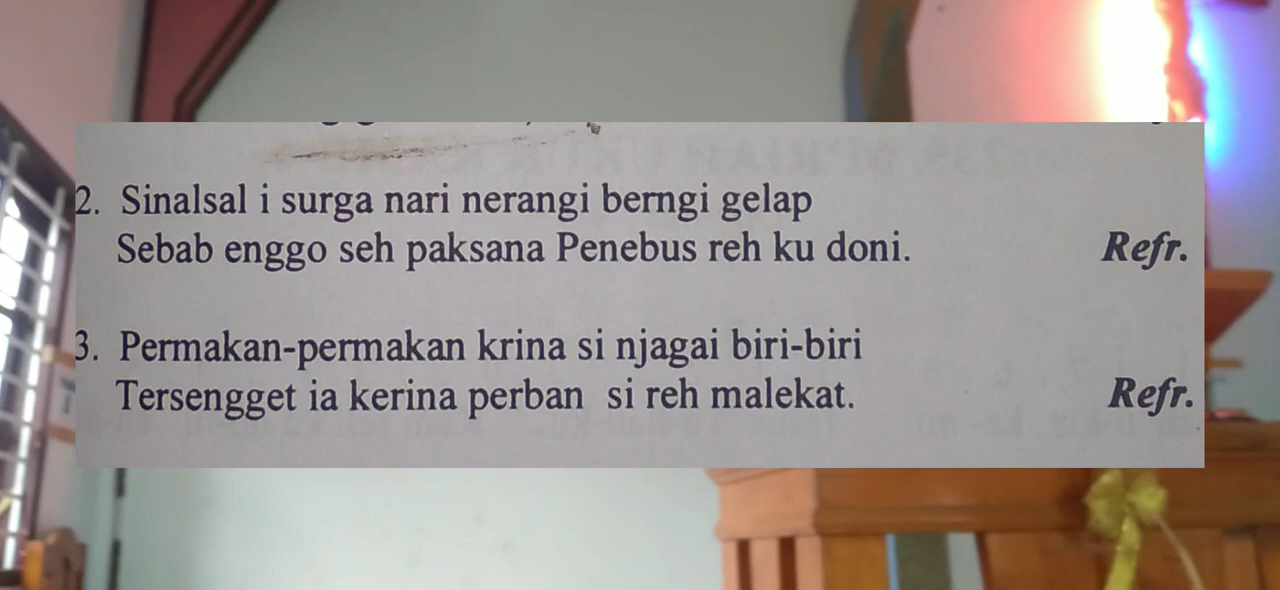 2. Sinalsal i surga nari nerangi berngi gelap
Sebab enggo seh paksana Penebus reh ku doni. Refr.
3. Permakan-permakan krina si njagai biri-biri
Tersengget ia kerina perban si reh malekat. Refr.